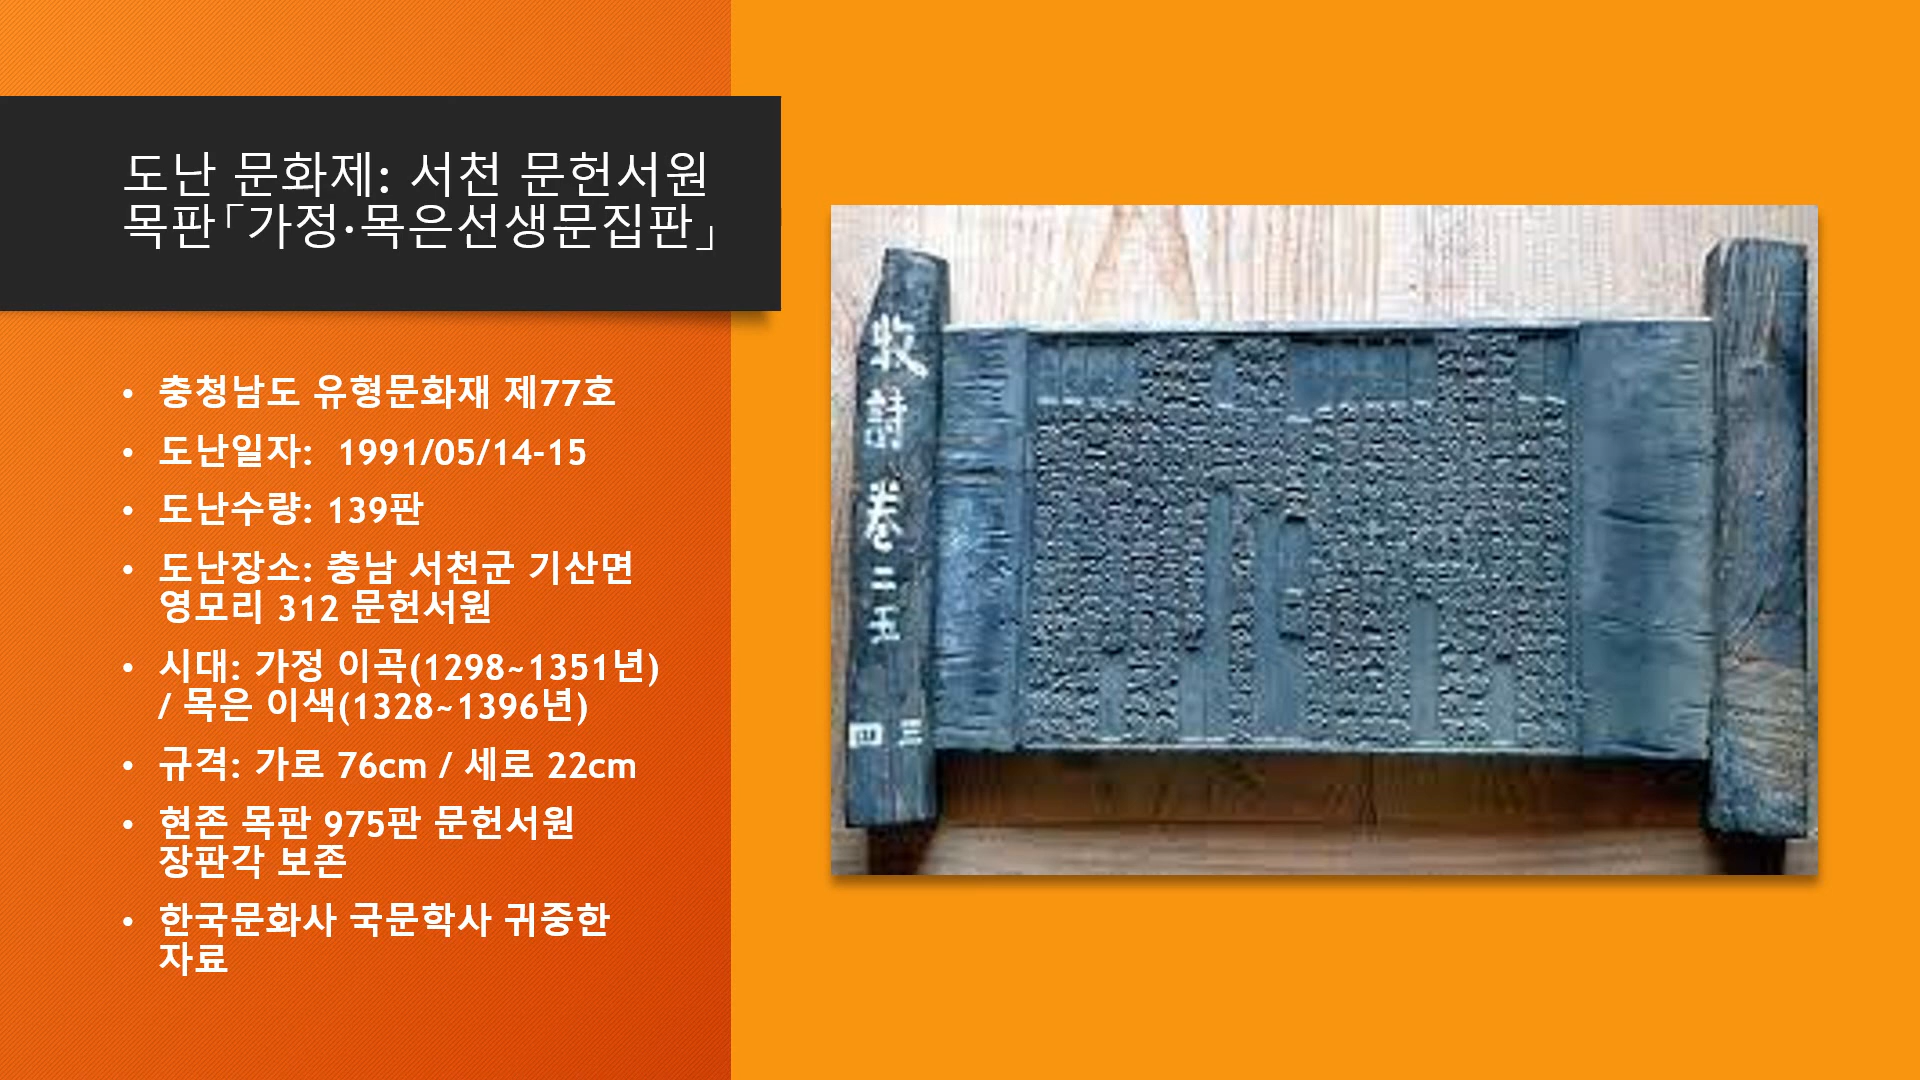 도난 문화제: 서천 문헌서원
목판「가정·목은선생문집판」
• 충청남도 유형문화재 제77호
• 도난일자: 1991/05/14-15
• 도난수량: 139판
• 도난장소: 충남 서천군 기산면
영모리 312 문헌서원
• 시대: 가정 이곡(1298~1351년)
/ 목은 이색(1328~1396년)
• 규격: 가로 76cm / 세로 22cm
• 현존 목판 975판 문헌서원
장판각 보존
• 한국문화사 국문학사 귀중한
자료
牧詩卷二五